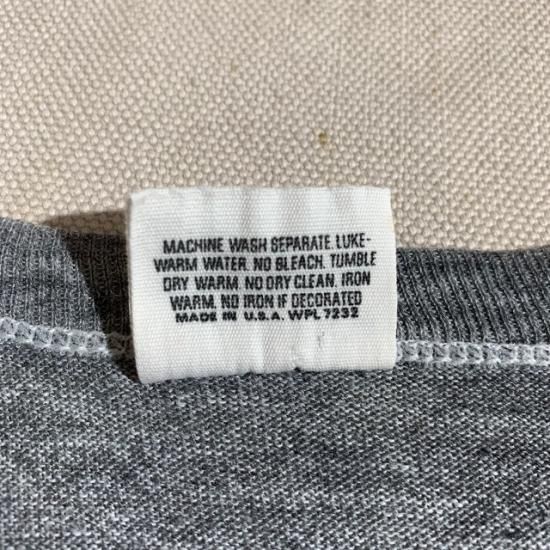 MACHINE WASH SEPARATE. LUKE-
WARM WATER. NO BLEACH. TUMBLE
DRY WARM. NO DRY CLEAN. IRON
WARM. NO IRON IF DECORATED
MADE IN U.S.A. WPL 7232